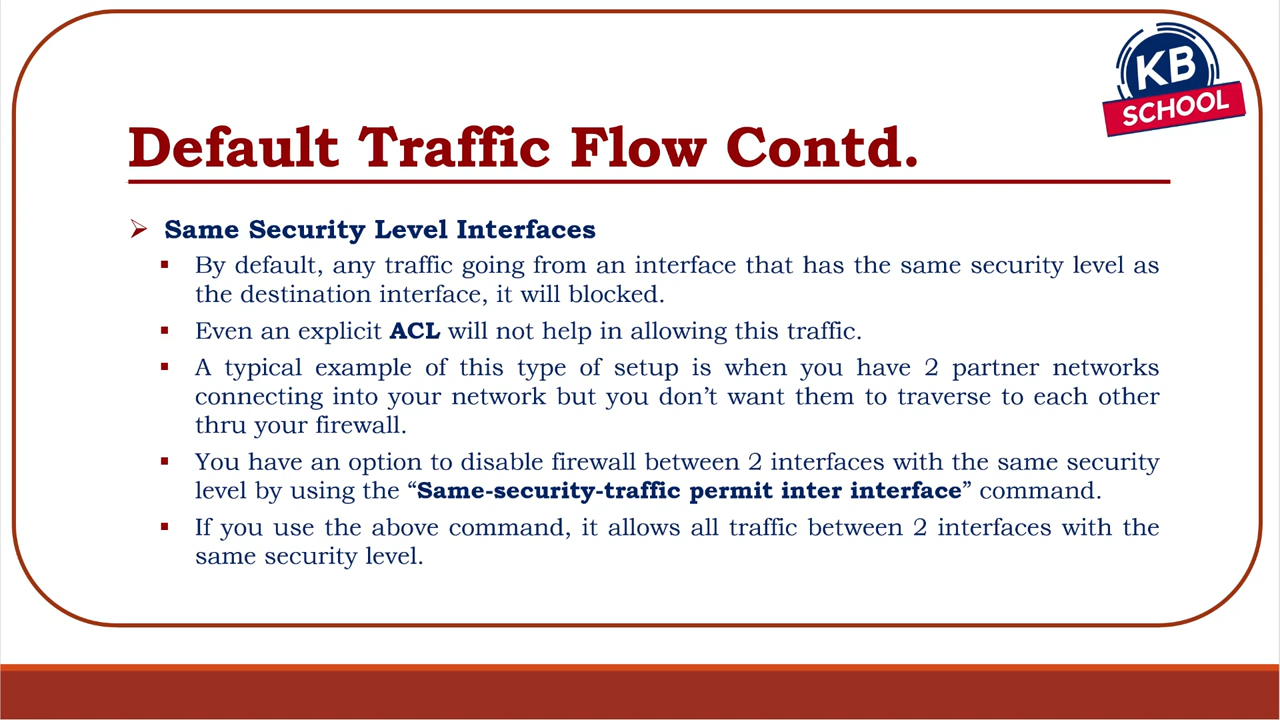 KB
SCHOOL
Default Traffic Flow Contd.
Same Security Level Interfaces
By default, any traffic going from an interface that has the same security level as
the destination interface, it will blocked.
Even an explicit ACL will not help in allowing this traffic.
A typical example of this type of setup is when you have 2 partner networks
connecting into your network but you don’t want them to traverse to each other
thru your firewall.
You have an option to disable firewall between 2 interfaces with the same security
level by using the “Same-security-traffic permit inter interface” command.
If you use the above command, it allows all traffic between 2 interfaces with the
same security level.